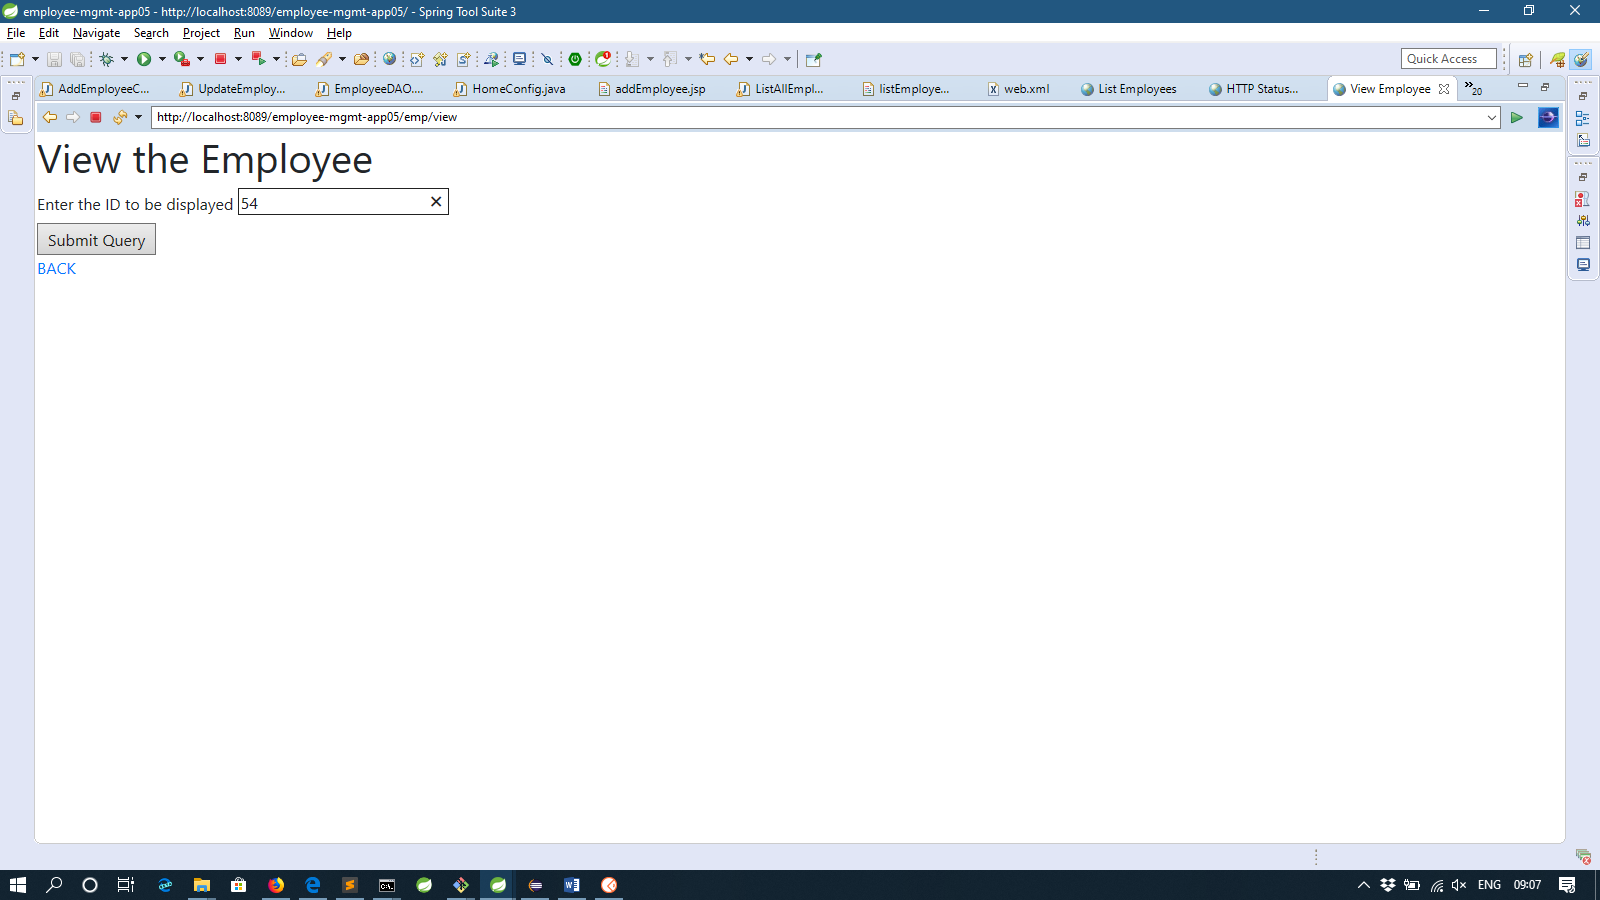 employee-mgmt-app05 - http://localhost:8089/employee-mgmt-app05/ - Spring Tool Suite 3
File Edit Navigate Search Project Run Window Help
Quick Access
AddEmployeeC... UpdateEmploy... EmployeeDAO.... HomeConfig.java addEmployee.jsp ListAllEmpl... listEmploye... web.xml List Employees HTTP Status... View Employee 20
http://localhost:8089/employee-mgmt-app05/emp/view
View the Employee
Enter the ID to be displayed 54
Submit Query
BACK
ENG 09:07